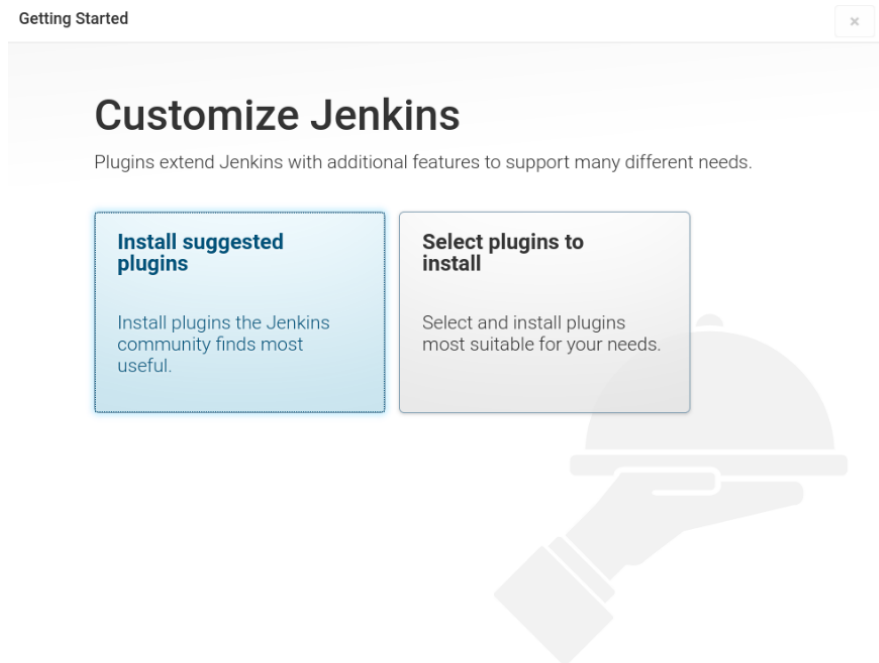 Getting Started
×
Customize Jenkins
Plugins extend Jenkins with additional features to support many different needs.
Install suggested
plugins
Install plugins the Jenkins
community finds most
useful.
Select plugins to
install
Select and install plugins
most suitable for your needs.